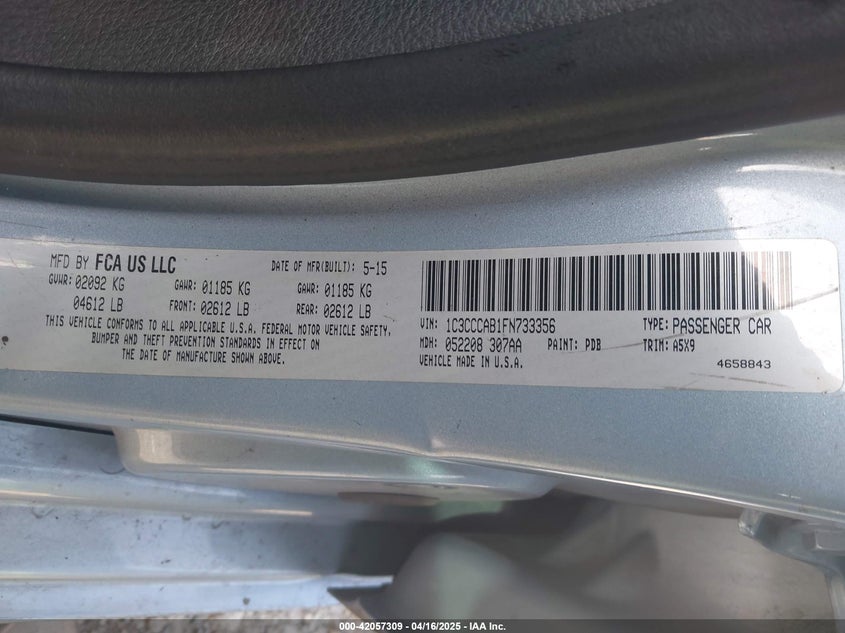 MFD BY FCA US LLC DATE OF MFR(BUILT): 5-15
GVWR: 02092 KG GAWR: 01185 KG GAWR: 01185 KG
04612 LB FRONT: 02612 LB REAR: 02612 LB
THIS VEHICLE CONFORMS TO ALL APPLICABLE U.S.A. FEDERAL MOTOR VEHICLE SAFETY,
BUMPER AND THEFT PREVENTION STANDARDS IN EFFECT ON
THE DATE OF MANUFACTURE SHOWN ABOVE.
VIN: 1C3CCCAB1FN733356 TYPE: PASSENGER CAR
MDH: 052208 307AA PAINT: PDB TRIM: A5X9
VEHICLE MADE IN U.S.A. 4658843
000-42057309 - 04/16/2025 - IAA Inc.